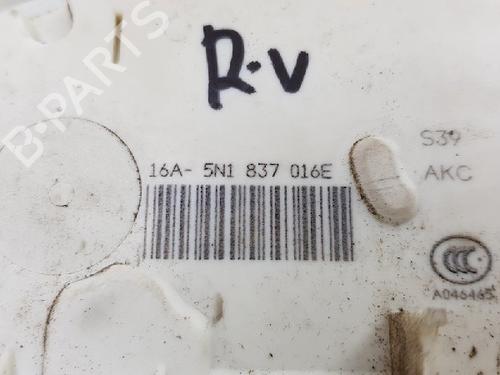 B-PARTS
R.V
S39
16A- 5N1 837 016E
AKC
CCC
A046465